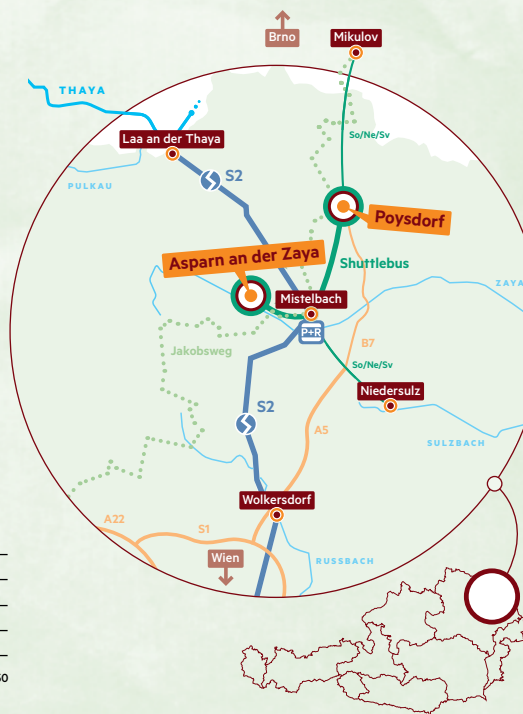 Brno
Mikulov
THAYA
So/Ne/Sv
Laa an der Thaya
S2
PULKAU
Poysdorf
Asparn an der Zaya
Shuttlebus
ZAYA
Mistelbach
P+R
B7
Jakobsweg
So/Ne/Sv
Niedersulz
S2
A5
SULZBACH
Wolkersdorf
A22
S1
Wien
RUSSBACH